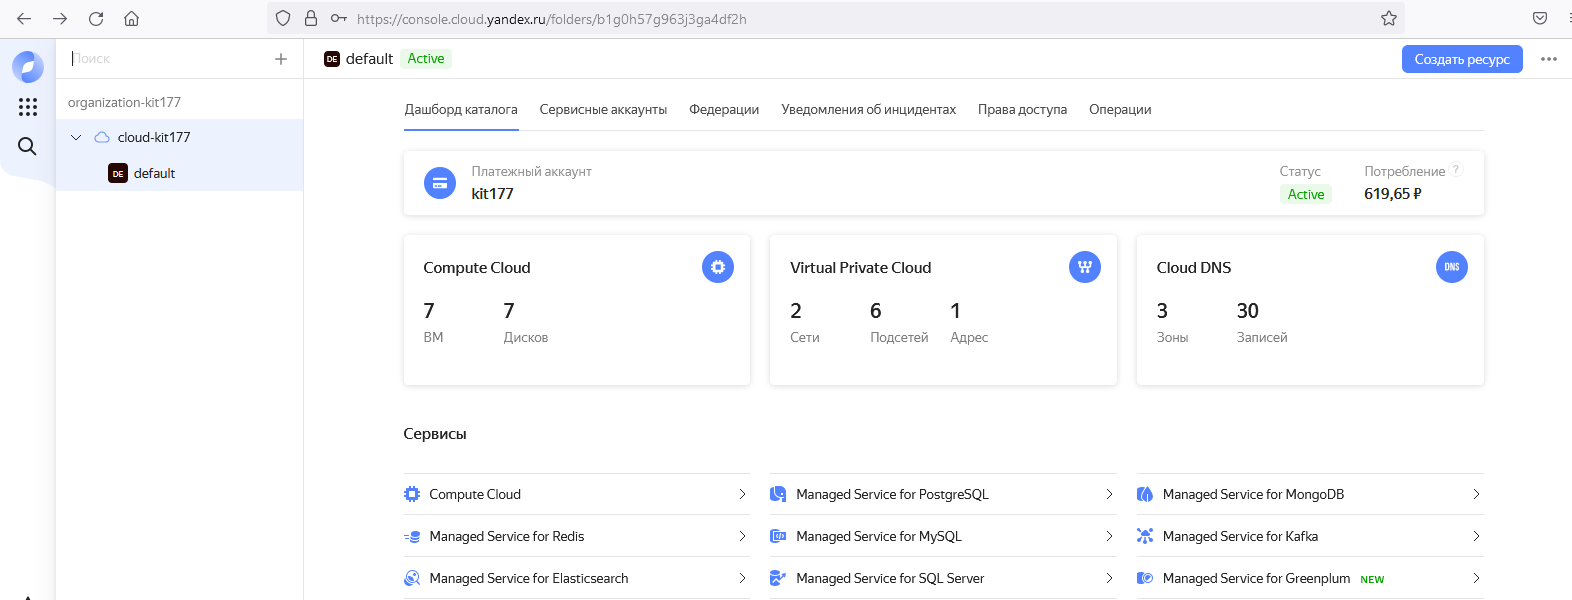 https://console.cloud.yandex.ru/folders/b1g0h57g963j3ga4df2h
Поиск
DE default Active
Создать ресурс
organization-kit177
cloud-kit177
DE default
Дашборд каталога Сервисные аккаунты Федерации Уведомления об инцидентах Права доступа Операции
Платежный аккаунт
kit177
Статус
Active
Потребление ?
619,65 ₽
Compute Cloud
7 7
ВМ Дисков
Virtual Private Cloud
2 6 1
Сети Подсетей Адрес
Cloud DNS
DNS
3 30
Зоны Записей
Сервисы
Compute Cloud
Managed Service for PostgreSQL
Managed Service for MongoDB
Managed Service for Redis
Managed Service for MySQL
Managed Service for Kafka
Managed Service for Elasticsearch
Managed Service for SQL Server
Managed Service for Greenplum NEW